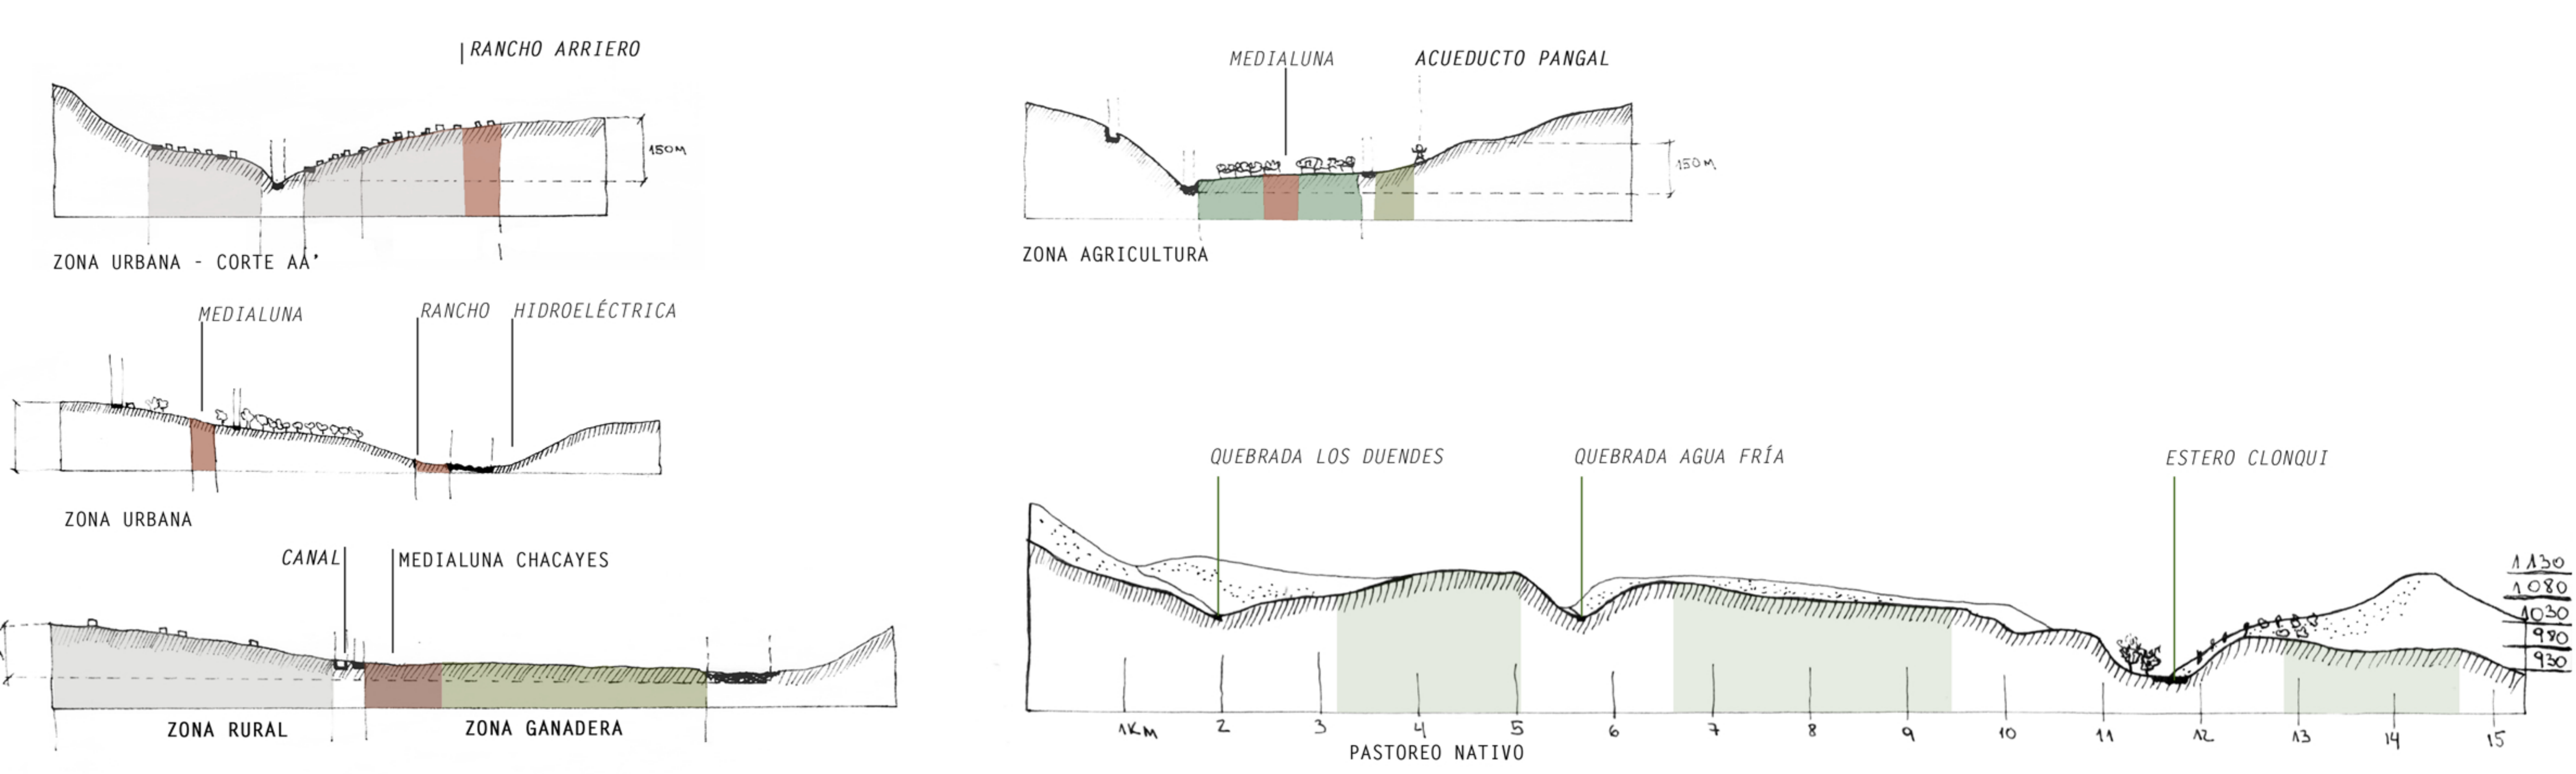 RANCHO ARRIERO
150M
ZONA URBANA - CORTE AA'
MEDIALUNA
ACUEDUCTO PANGAL
150M
ZONA AGRICULTURA
MEDIALUNA
RANCHO
HIDROELÉCTRICA
ZONA URBANA
CANAL
MEDIALUNA CHACAYES
ZONA RURAL
ZONA GANADERA
QUEBRADA LOS DUENDES
QUEBRADA AGUA FRÍA
ESTERO CLONQUI
1130
1080
1030
980
930
1KM 2 3 4 5 6 7 8 9 10 11 12 13 14 15
PASTOREO NATIVO